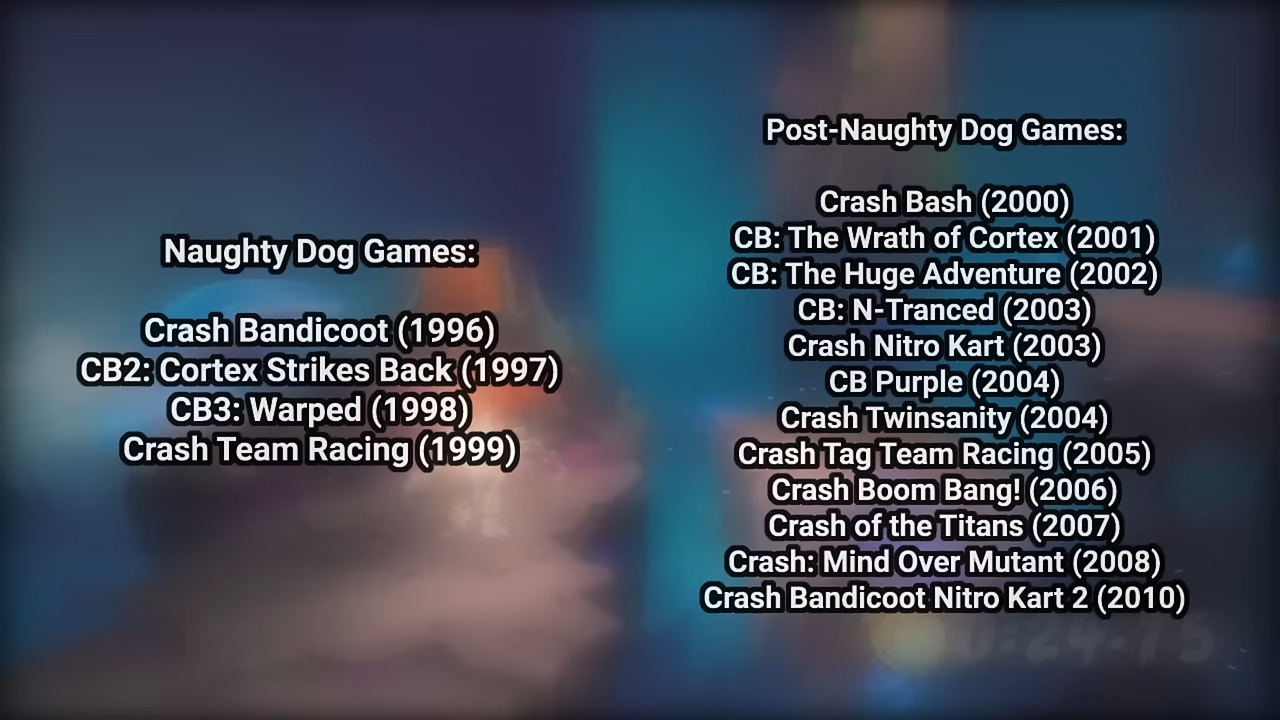 Naughty Dog Games:
Crash Bandicoot (1996)
CB2: Cortex Strikes Back (1997)
CB3: Warped (1998)
Crash Team Racing (1999)
Post-Naughty Dog Games:
Crash Bash (2000)
CB: The Wrath of Cortex (2001)
CB: The Huge Adventure (2002)
CB: N-Tranced (2003)
Crash Nitro Kart (2003)
CB Purple (2004)
Crash Twinsanity (2004)
Crash Tag Team Racing (2005)
Crash Boom Bang! (2006)
Crash of the Titans (2007)
Crash: Mind Over Mutant (2008)
Crash Bandicoot Nitro Kart 2 (2010)